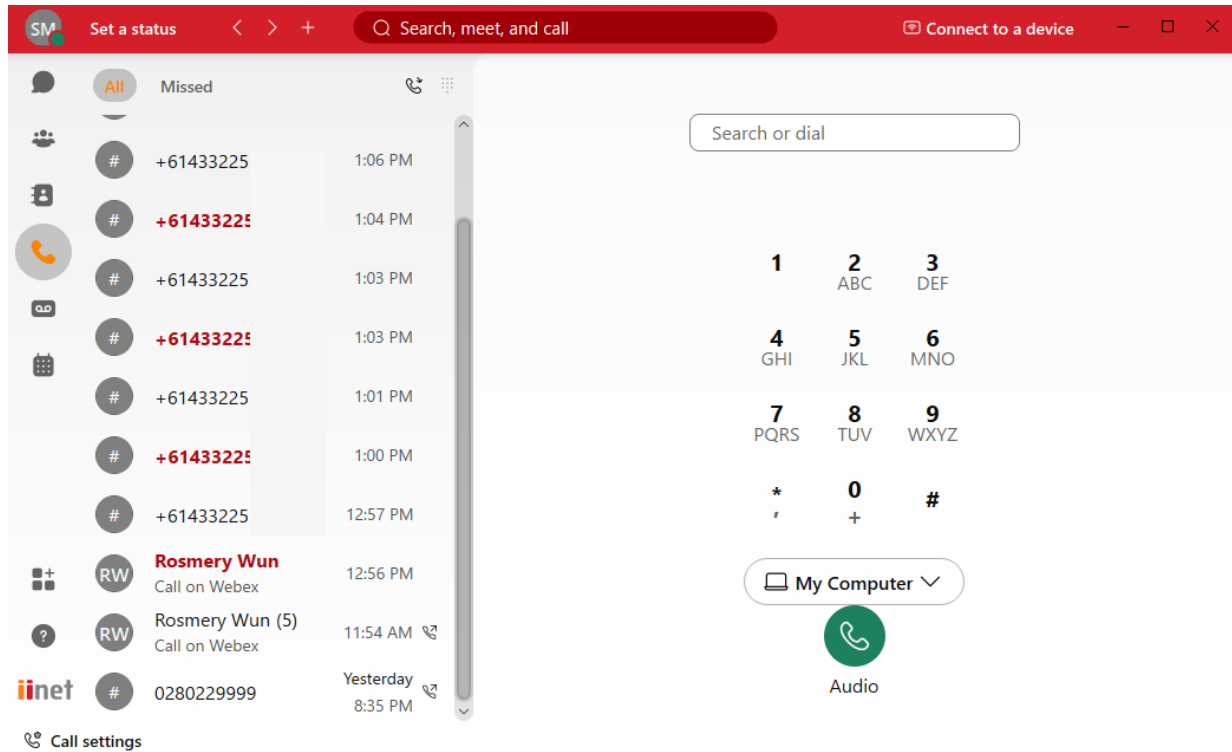 SM Set a status Search, meet, and call Connect to a device
All Missed
# +61433225 1:06 PM
# +61433225 1:04 PM
# +61433225 1:03 PM
# +61433225 1:03 PM
# +61433225 1:01 PM
# +61433225 1:00 PM
# +61433225 12:57 PM
RW Rosmery Wun 12:56 PM
Call on Webex
RW Rosmery Wun (5) 11:54 AM
Call on Webex
# 0280229999 Yesterday
8:35 PM
iinet
Call settings
Search or dial
1 2 3
ABC DEF
4 5 6
GHI JKL MNO
7 8 9
PQRS TUV WXYZ
* 0 #
, +
My Computer
Audio